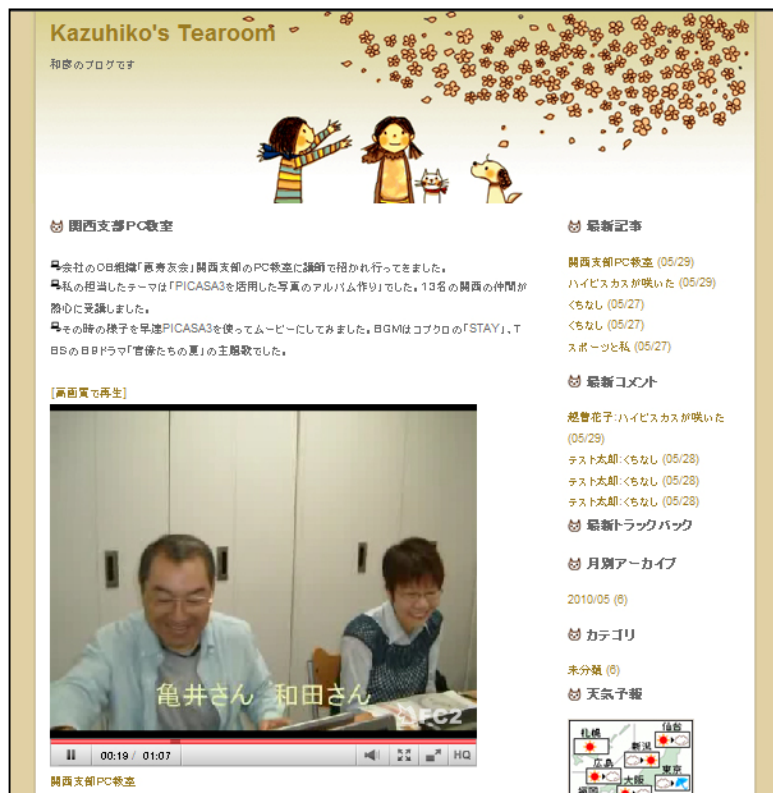 Kazuhiko's Tearoom
和彦のブログです
関西支部PC教室
会社のOB組織「恵寿友会」関西支部のPC教室に講師で招かれ行ってきました。
私の担当したテーマは「PICASA3を活用した写真のアルバム作り」でした。13名の関西の仲間が
熱心に受講しました。
その時の様子を早速PICASA3を使ってムービーにしてみました。BGMはコブクロの「STAY」、T
BSの日9ドラマ「官僚たちの夏」の主題歌でした。
[高画質で再生]
亀井さん 和田さん
FC2
00:19 / 01:07
HQ
関西支部PC教室
最新記事
関西支部PC教室 (05/29)
ハイビスカスが咲いた (05/29)
くちなし (05/27)
くちなし (05/27)
スポーツと私 (05/27)
最新コメント
越曽花子:ハイビスカスが咲いた
(05/29)
テスト太郎:くちなし (05/28)
テスト太郎:くちなし (05/28)
テスト太郎:くちなし (05/28)
最新トラックバック
月別アーカイブ
2010/05 (6)
カテゴリ
未分類 (6)
天気予報
札幌
仙台
新潟
広島
東京
大阪
福岡